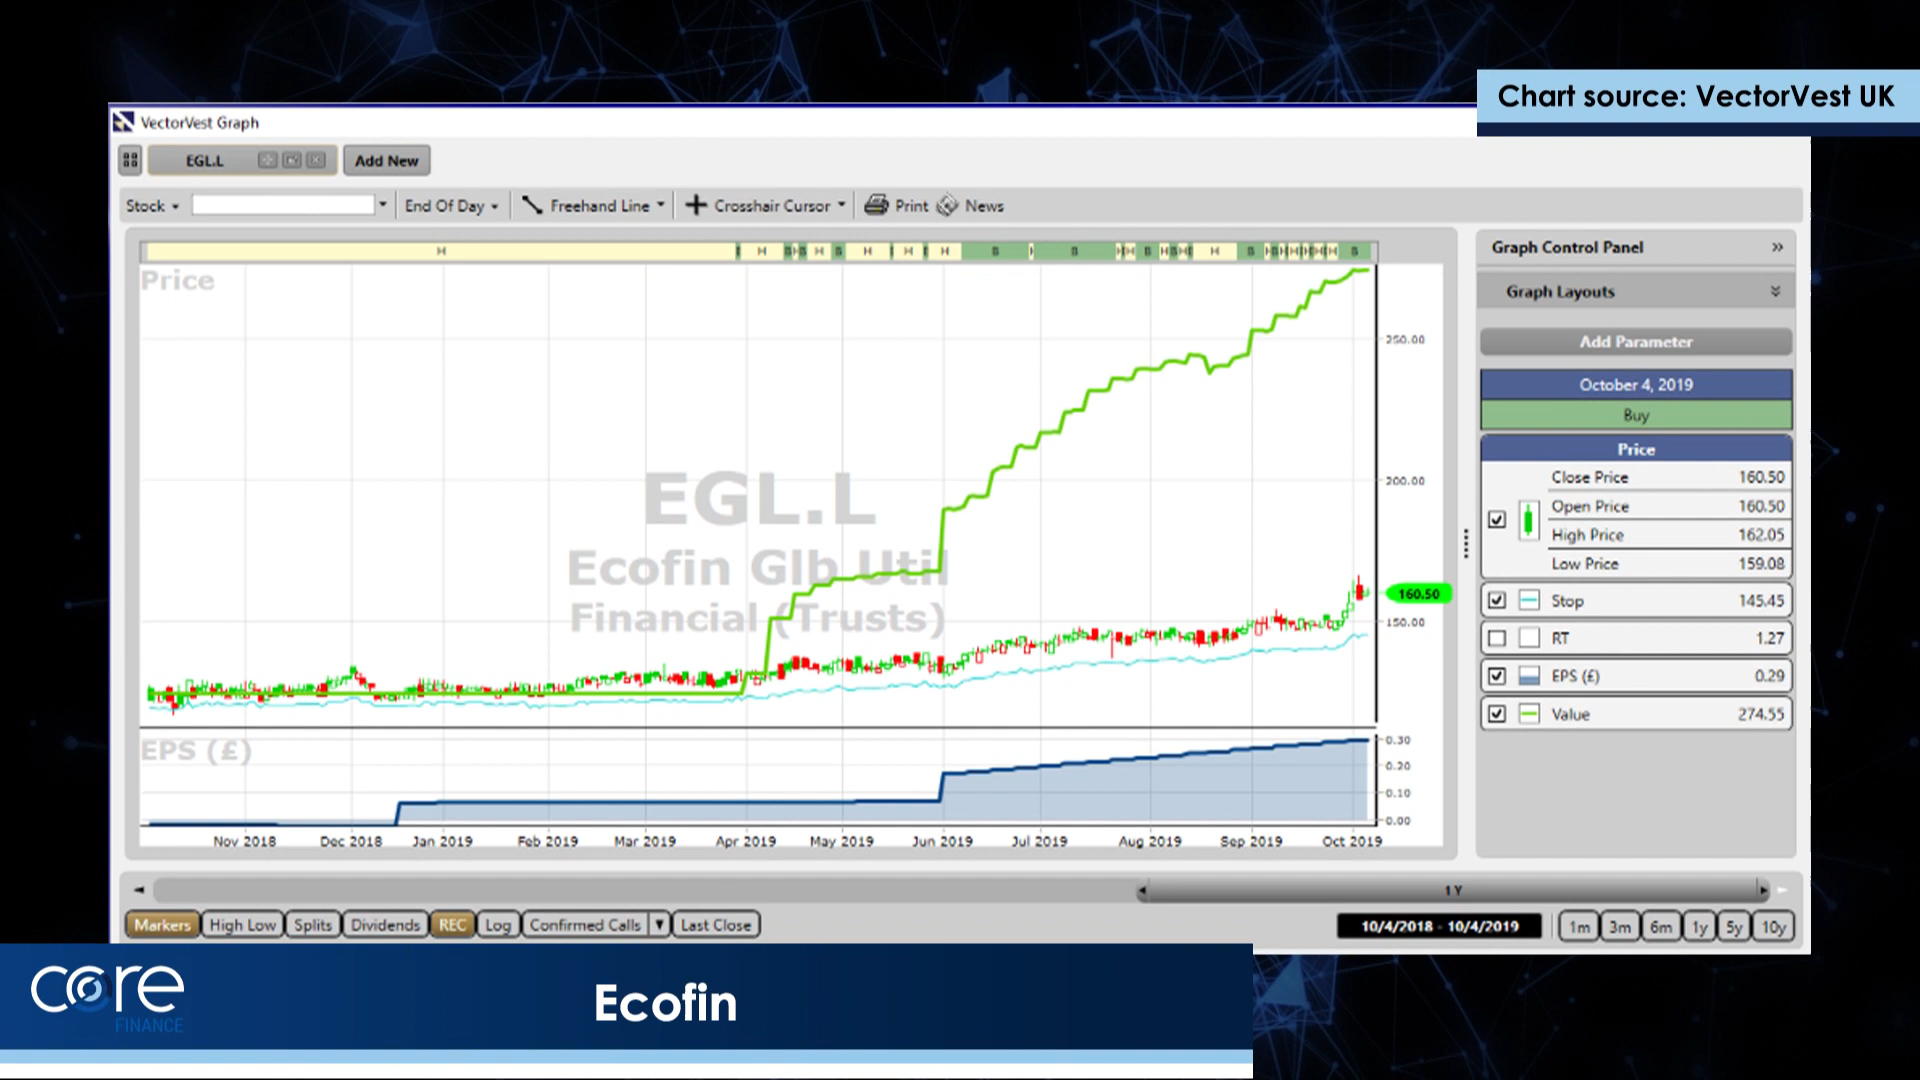 Chart source: VectorVest UK
VectorVest Graph
EGL.L
Add New
Stock
End Of Day
Freehand Line
Crosshair Cursor
Print
News
H H H B H H H B B B H B B
Price
250.00
200.00
150.00
160.50
EGL.L
Ecofin Glb Util
Financial (Trusts)
EPS (£)
0.30
0.20
0.10
0.00
Nov 2018 Dec 2018 Jan 2019 Feb 2019 Mar 2019 Apr 2019 May 2019 Jun 2019 Jul 2019 Aug 2019 Sep 2019 Oct 2019
Graph Control Panel
Graph Layouts
Add Parameter
October 4, 2019
Buy
Price
Close Price 160.50
Open Price 160.50
High Price 162.05
Low Price 159.08
Stop 145.45
RT 1.27
EPS (£) 0.29
Value 274.55
1 Y
Markers High Low Splits Dividends REC Log Confirmed Calls Last Close
10/4/2018 - 10/4/2019
1m 3m 6m 1y 5y 10y
core
FINANCE
Ecofin